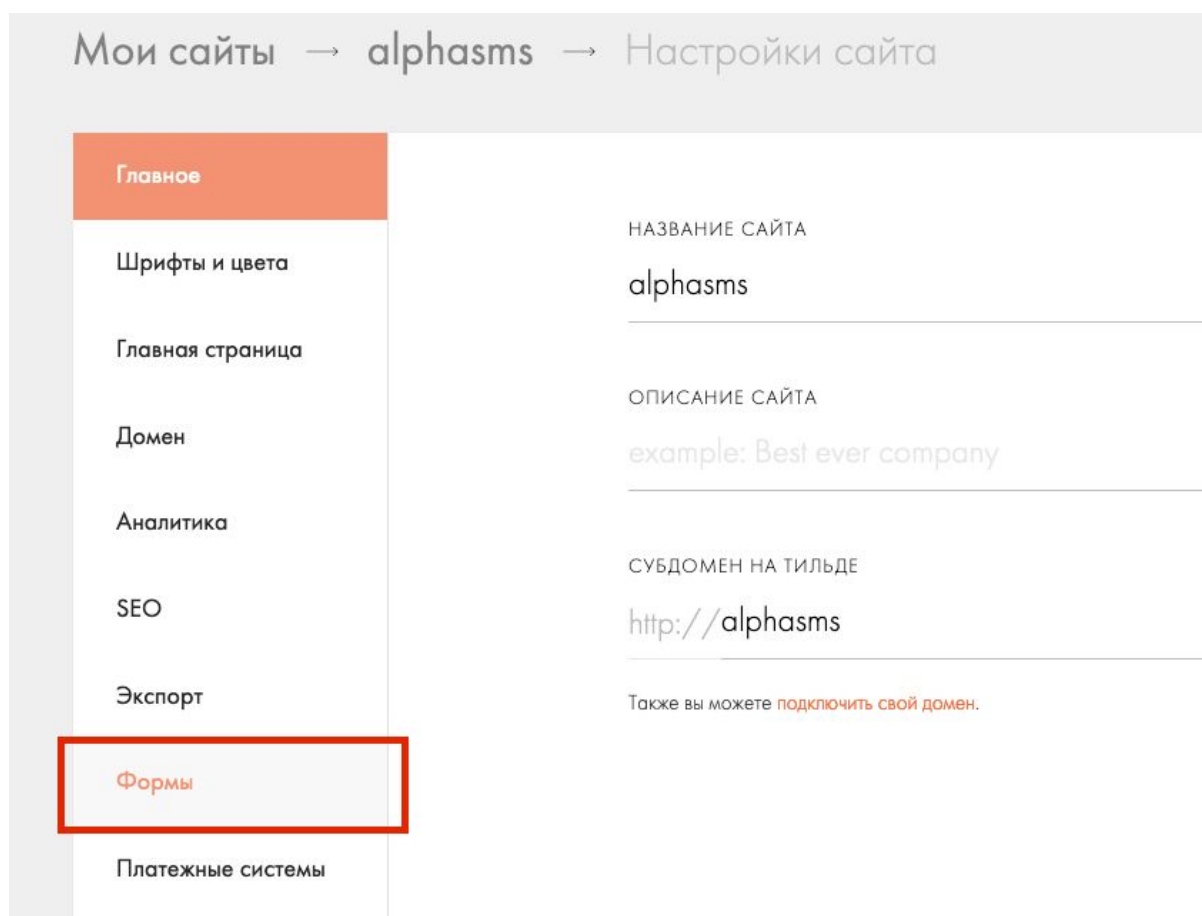 Мои сайты → alphasms → Настройки сайта
Главное
Шрифты и цвета
Главная страница
Домен
Аналитика
SEO
Экспорт
Формы
Платежные системы
НАЗВАНИЕ САЙТА
alphasms
ОПИСАНИЕ САЙТА
example: Best ever company
СУБДОМЕН НА ТИЛЬДЕ
http://alphasms
Также вы можете подключить свой домен.